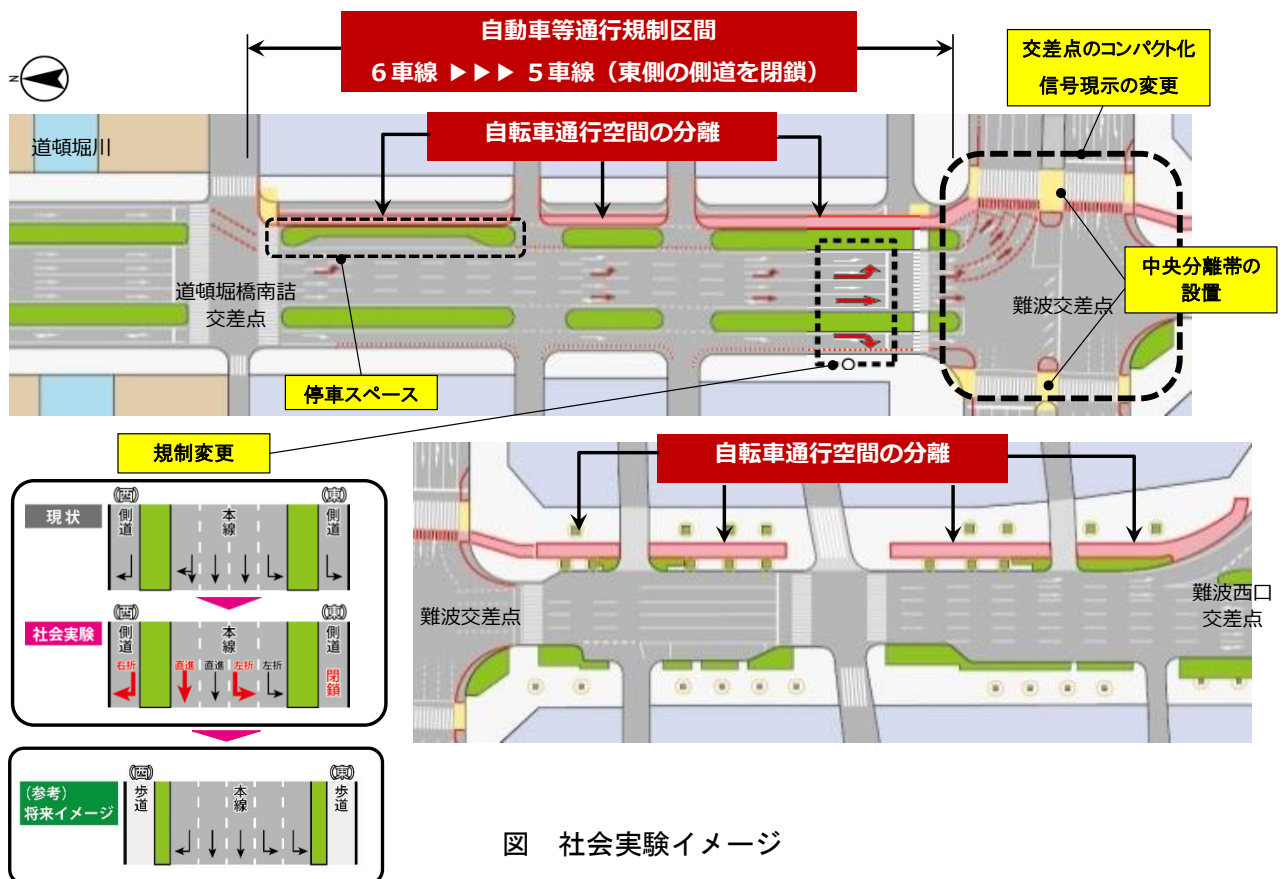 自動車等通行規制区間
6車線 ▶▶▶ 5車線（東側の側道を閉鎖）
交差点のコンパクト化
信号現示の変更
N
道頓堀川
自転車通行空間の分離
中央分離帯の
設置
道頓堀橋南詰
交差点
難波交差点
停車スペース
規制変更
自転車通行空間の分離
難波交差点
難波西口
交差点
現状
(西)
側道
本線
(東)
側道
社会実験
(西)
側道
本線
(東)
側道
右折
直進
直進
左折
左折
閉鎖
(参考)
将来イメージ
(西)
歩道
本線
(東)
歩道
図 社会実験イメージ